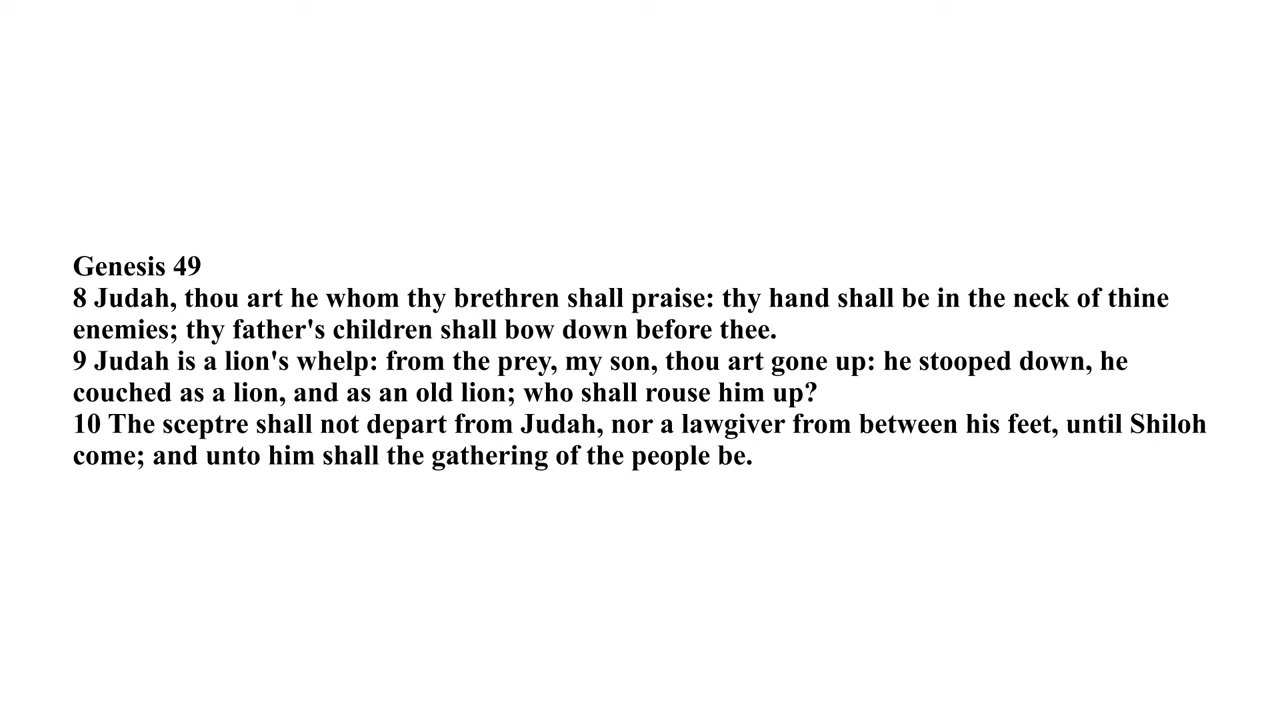 Genesis 49
8 Judah, thou art he whom thy brethren shall praise: thy hand shall be in the neck of thine
enemies; thy father's children shall bow down before thee.
9 Judah is a lion's whelp: from the prey, my son, thou art gone up: he stooped down, he
couched as a lion, and as an old lion; who shall rouse him up?
10 The sceptre shall not depart from Judah, nor a lawgiver from between his feet, until Shiloh
come; and unto him shall the gathering of the people be.